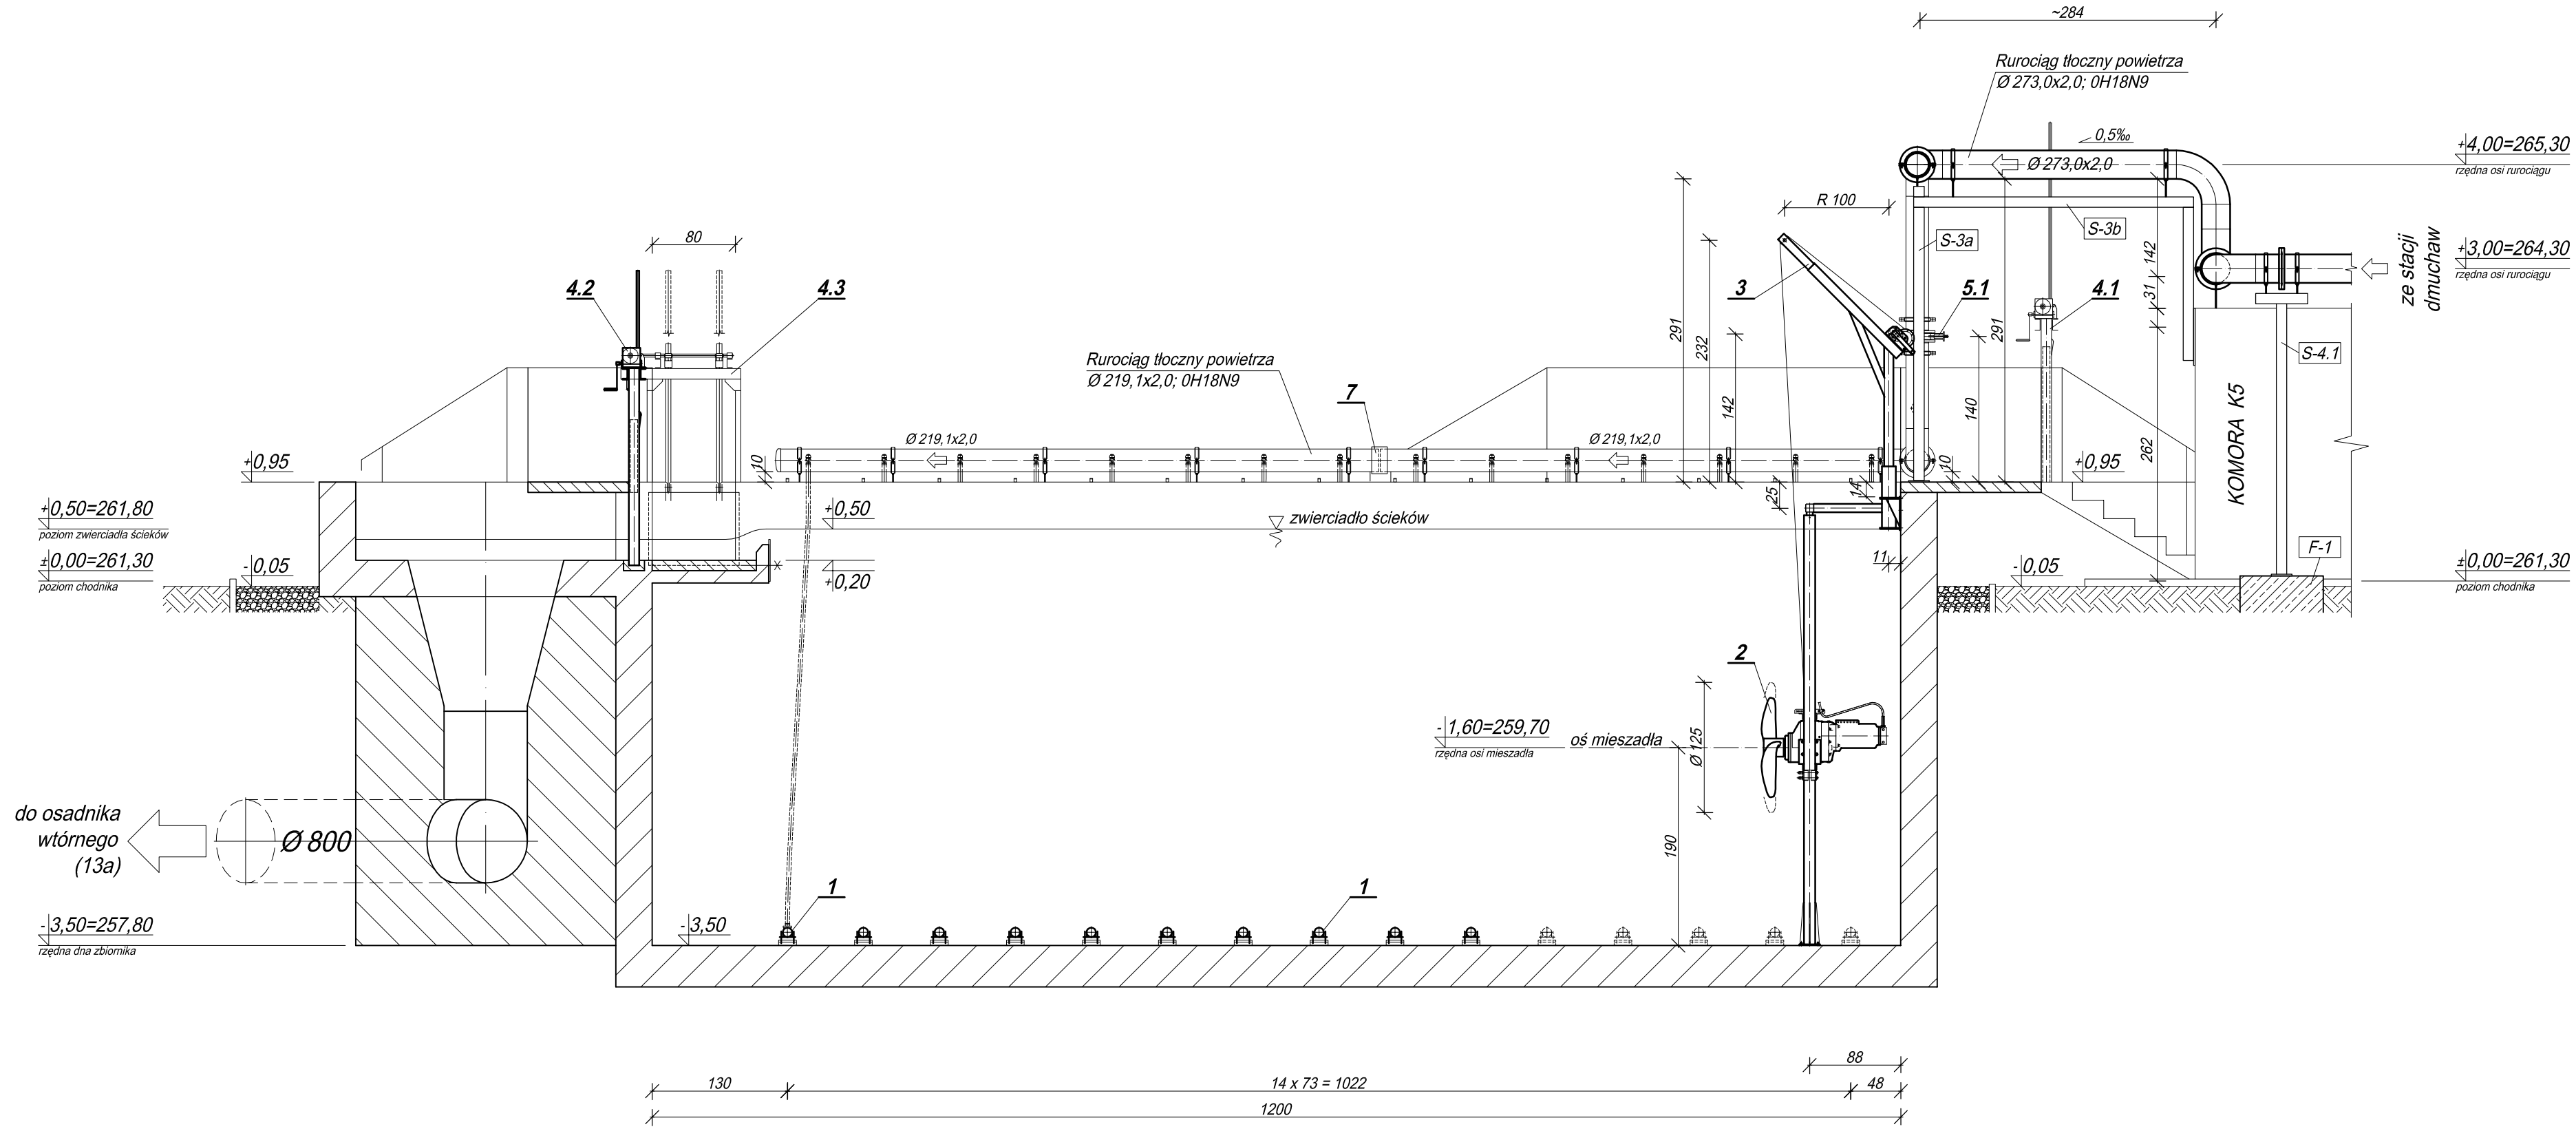 ~284
Rurociąg tłoczny powietrza
Ø 273,0x2,0; 0H18N9
0,5‰
Ø 273,0x2,0
+4,00=265,30
rzędna osi rurociągu
R 100
80
S-3a
S-3b
142
ze stacji
dmuchaw
+3,00=264,30
rzędna osi rurociągu
4.2
4.3
3
5.1
4.1
31
291
232
291
Rurociąg tłoczny powietrza
Ø 219,1x2,0; 0H18N9
7
142
140
S-4.1
KOMORA K5
262
Ø 219,1x2,0
Ø 219,1x2,0
+0,95
10
10
+0,95
25
14
+0,50=261,80
poziom zwierciadła ścieków
+0,50
zwierciadło ścieków
±0,00=261,30
poziom chodnika
-0,05
+0,20
11
-0,05
F-1
±0,00=261,30
poziom chodnika
2
-1,60=259,70
rzędna osi mieszadła
oś mieszadła
Ø 125
190
do osadnika
wtórnego
(13a)
Ø 800
1
1
-3,50=257,80
rzędna dna zbiornika
-3,50
88
130
14 x 73 = 1022
48
1200